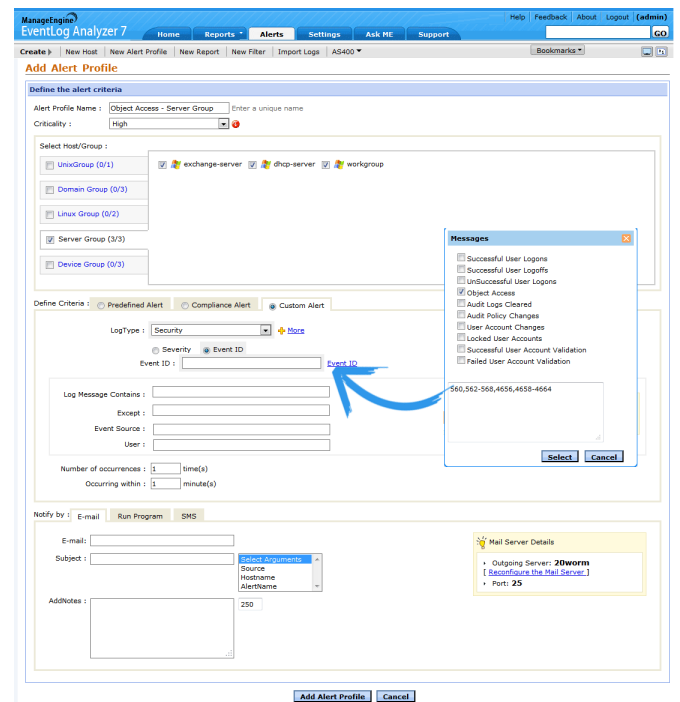 ManageEngine
EventLog Analyzer 7
Help | Feedback | About | Logout (admin)
GO
Home Reports Alerts Settings Ask ME Support
Create | New Host | New Alert Profile | New Report | New Filter | Import Logs | AS400
Bookmarks
Add Alert Profile
Define the alert criteria
Alert Profile Name : Object Access - Server Group Enter a unique name
Criticality : High
Select Host/Group :
UnixGroup (0/1)
exchange-server dhcp-server workgroup
Domain Group (0/3)
Linux Group (0/2)
Server Group (3/3)
Device Group (0/3)
Messages
Successful User Logons
Successful User Logoffs
UnSuccessful User Logons
Object Access
Audit Logs Cleared
Audit Policy Changes
User Account Changes
Locked User Accounts
Successful User Account Validation
Failed User Account Validation
560,562-568,4656,4658-4664
Select Cancel
Define Criteria : Predefined Alert Compliance Alert Custom Alert
LogType : Security More
Severity Event ID
Event ID : Event ID
Log Message Contains :
Except :
Event Source :
User :
Number of occurrences : 1 time(s)
Occurring within : 1 minute(s)
Notify by : E-mail Run Program SMS
E-mail:
Subject :
Select Arguments
Source
Hostname
AlertName
AddNotes :
250
Mail Server Details
Outgoing Server: 20worm
[ Reconfigure the Mail Server ]
Port: 25
Add Alert Profile Cancel